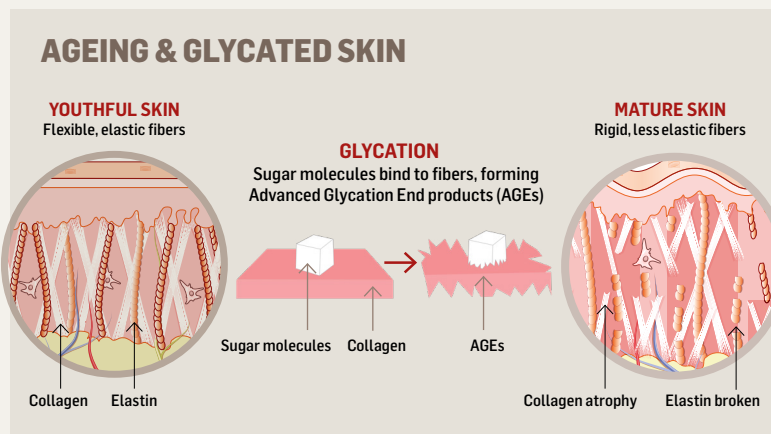 AGEING & GLYCATED SKIN
YOUTHFUL SKIN
Flexible, elastic fibers
GLYCATION
Sugar molecules bind to fibers, forming
Advanced Glycation End products (AGEs)
MATURE SKIN
Rigid, less elastic fibers
Sugar molecules
Collagen
AGEs
Collagen
Elastin
Collagen atrophy
Elastin broken